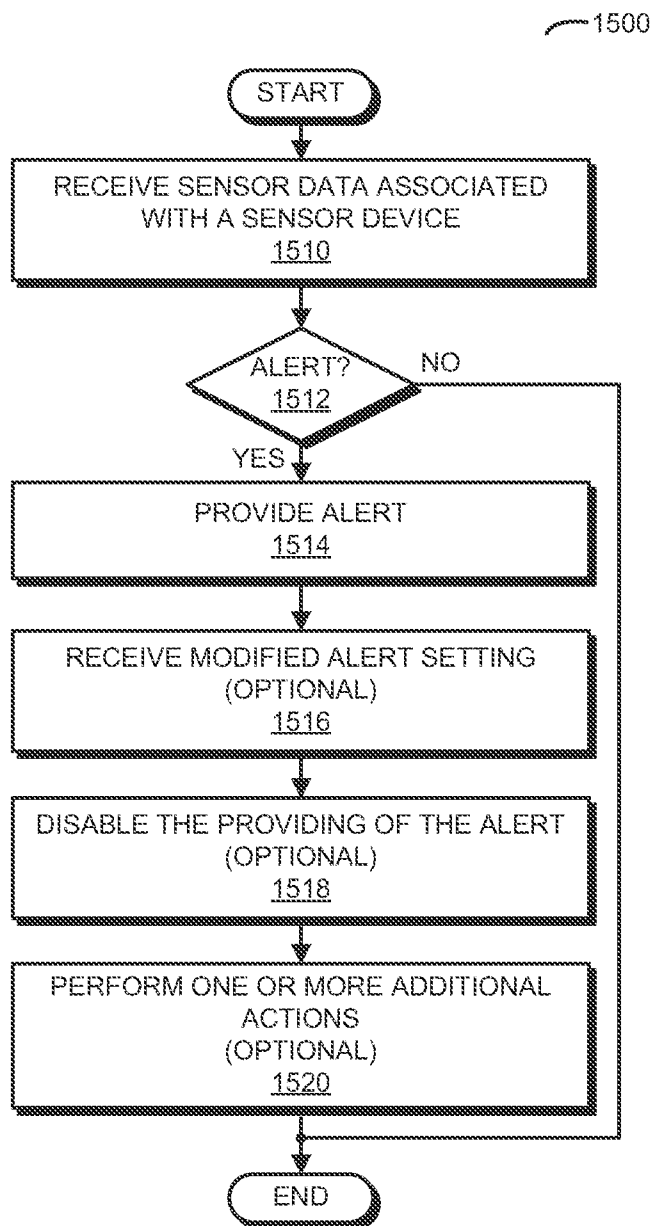 1500
START
RECEIVE SENSOR DATA ASSOCIATED
WITH A SENSOR DEVICE
1510
ALERT?
1512
NO
YES
PROVIDE ALERT
1514
RECEIVE MODIFIED ALERT SETTING
(OPTIONAL)
1516
DISABLE THE PROVIDING OF THE ALERT
(OPTIONAL)
1518
PERFORM ONE OR MORE ADDITIONAL
ACTIONS
(OPTIONAL)
1520
END